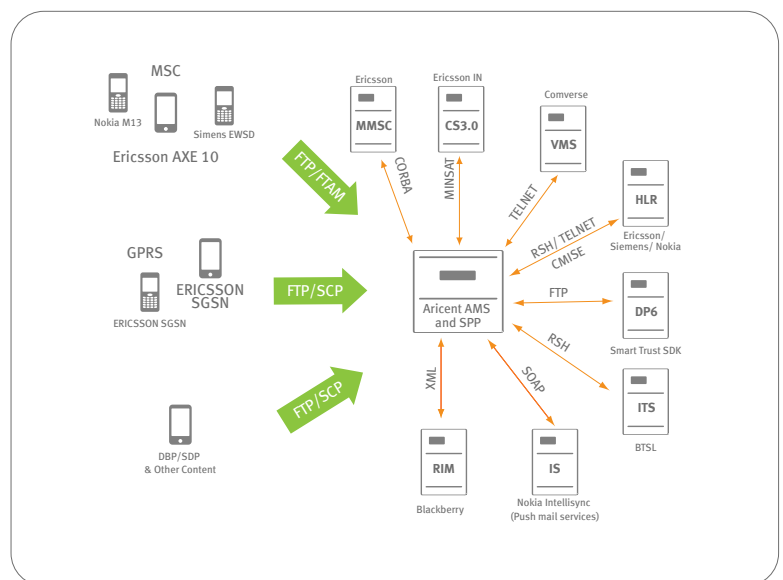 MSC
Nokia M13
Simens EWSD
Ericsson AXE 10
FTP/FTAM
GPRS
ERICSSON
SGSN
ERICSSON SGSN
FTP/SCP
DBP/SDP
& Other Content
FTP/SCP
Ericsson
MMSC
CORBA
Ericsson IN
CS3.0
MINSAT
Comverse
VMS
TELNET
HLR
Ericsson/
Siemens/ Nokia
RSH/ TELNET
CMISE
Aricent AMS
and SPP
FTP
DP6
Smart Trust SDK
RSH
ITS
BTSL
XML
RIM
Blackberry
SOAP
IS
Nokia Intellisync
(Push mail services)